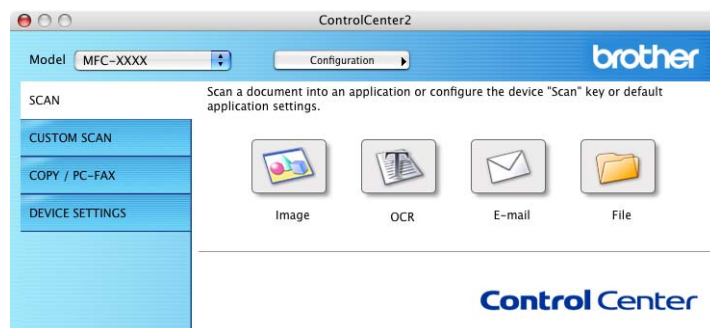 ControlCenter2
Model MFC-XXXX Configuration brother
SCAN
CUSTOM SCAN
COPY / PC-FAX
DEVICE SETTINGS
Scan a document into an application or configure the device "Scan" key or default
application settings.
T
Image OCR E-mail File
Control Center